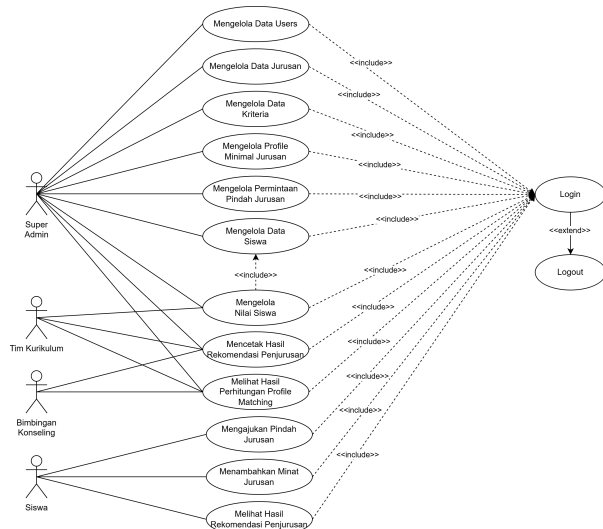 Mengelola Data Users
<<include>>
Mengelola Data Jurusan
<<include>>
Mengelola Data
Kriteria
<<include>>
Mengelola Profile
Minimal Jurusan
<<include>>
Mengelola Permintaan
Pindah Jurusan
<<include>>
Super
Admin
Mengelola Data
Siswa
<<include>>
Login
<<extend>>
Logout
<<include>>
Mengelola
Nilai Siswa
<<include>>
Tim Kurikulum
Mencetak Hasil
Rekomendasi Penjurusan
<<include>>
Melihat Hasil
Perhitungan Profile
Matching
<<include>>
Bimbingan
Konseling
Mengajukan Pindah
Jurusan
<<include>>
Menambahkan Minat
Jurusan
<<include>>
Siswa
Melihat Hasil
Rekomendasi Penjurusan
<<include>>